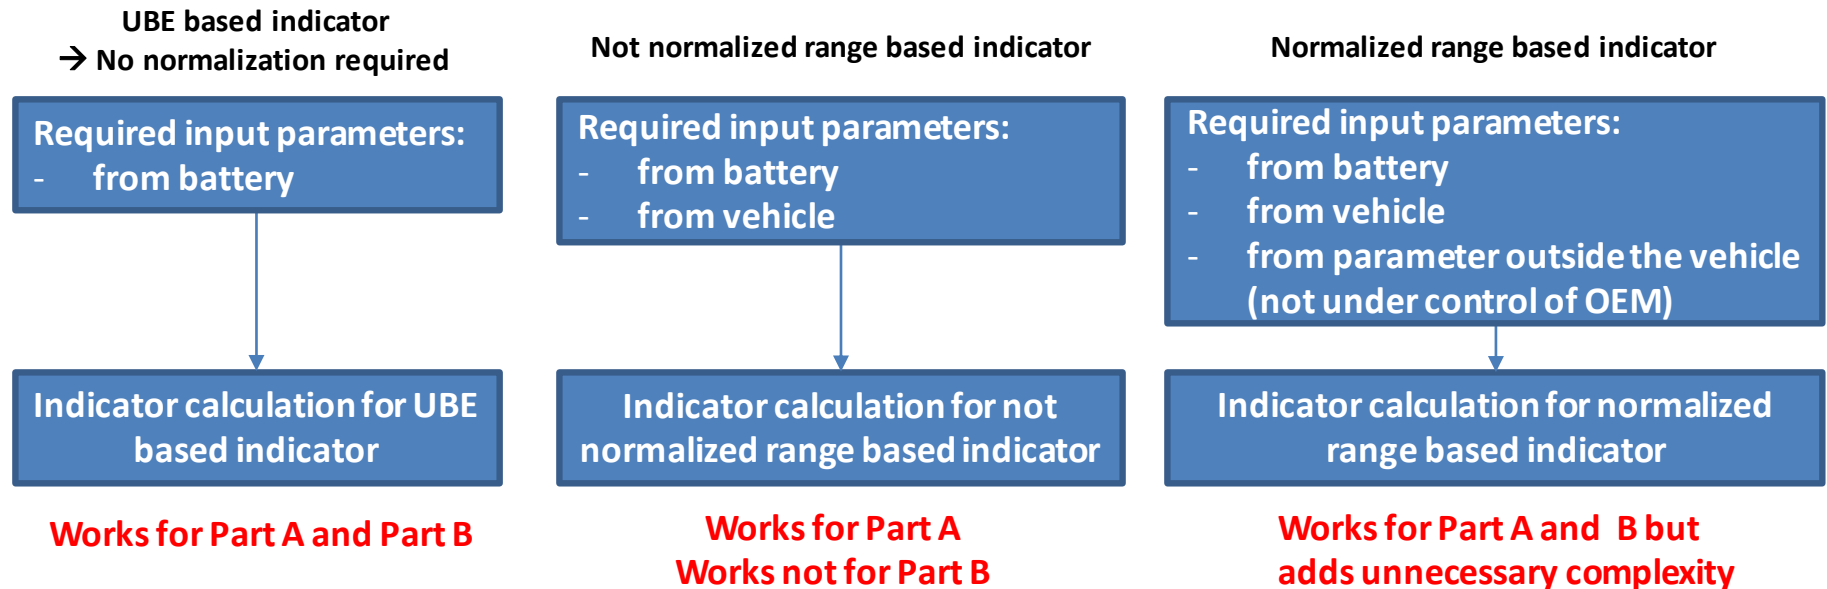 UBE based indicator
→ No normalization required
Required input parameters:
- from battery
Indicator calculation for UBE
based indicator
Works for Part A and Part B
Not normalized range based indicator
Required input parameters:
- from battery
- from vehicle
Indicator calculation for not
normalized range based indicator
Works for Part A
Works not for Part B
Normalized range based indicator
Required input parameters:
- from battery
- from vehicle
- from parameter outside the vehicle
(not under control of OEM)
Indicator calculation for normalized
range based indicator
Works for Part A and B but
adds unnecessary complexity